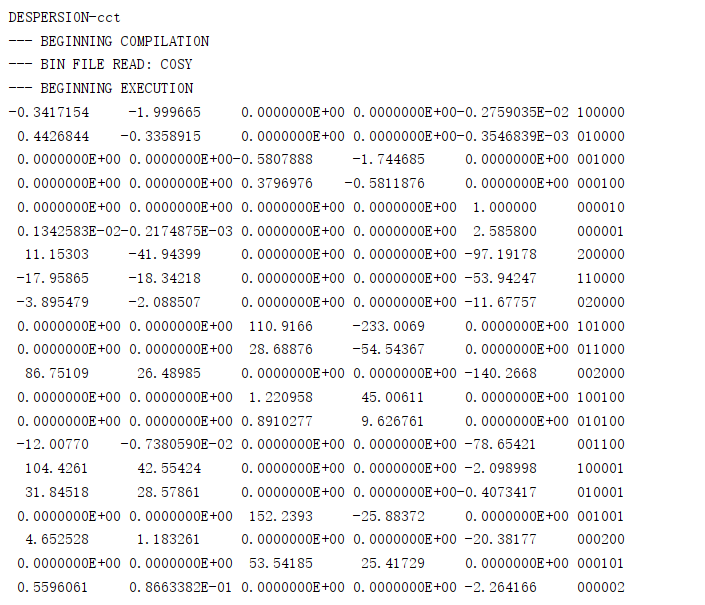 DESPERSION-cct
--- BEGINNING COMPILATION
--- BIN FILE READ: COSY
--- BEGINNING EXECUTION
-0.3417154     -1.999665     0.0000000E+00 0.0000000E+00-0.2759035E-02 100000
 0.4426844    -0.3358915     0.0000000E+00 0.0000000E+00-0.3546839E-03 010000
 0.0000000E+00 0.0000000E+00-0.5807888     -1.744685     0.0000000E+00 001000
 0.0000000E+00 0.0000000E+00 0.3796976    -0.5811876     0.0000000E+00 000100
 0.0000000E+00 0.0000000E+00 0.0000000E+00 0.0000000E+00  1.000000     000010
 0.1342583E-02-0.2174875E-03 0.0000000E+00 0.0000000E+00  2.585800     000001
  11.15303     -41.94399     0.0000000E+00 0.0000000E+00 -97.19178     200000
 -17.95865     -18.34218     0.0000000E+00 0.0000000E+00 -53.94247     110000
 -3.895479     -2.088507     0.0000000E+00 0.0000000E+00 -11.67757     020000
 0.0000000E+00 0.0000000E+00  110.9166     -233.0069     0.0000000E+00 101000
 0.0000000E+00 0.0000000E+00  28.68876     -54.54367     0.0000000E+00 011000
  86.75109      26.48985     0.0000000E+00 0.0000000E+00 -140.2668     002000
 0.0000000E+00 0.0000000E+00  1.220958      45.00611     0.0000000E+00 100100
 0.0000000E+00 0.0000000E+00 0.8910277      9.626761     0.0000000E+00 010100
 -12.00770    -0.7380590E-02 0.0000000E+00 0.0000000E+00 -78.65421     001100
  104.4261      42.55424     0.0000000E+00 0.0000000E+00 -2.098998     100001
  31.84518      28.57861     0.0000000E+00 0.0000000E+00-0.4073417     010001
 0.0000000E+00 0.0000000E+00  152.2393     -25.88372     0.0000000E+00 001001
  4.652528      1.183261     0.0000000E+00 0.0000000E+00 -20.38177     000200
 0.0000000E+00 0.0000000E+00  53.54185      25.41729     0.0000000E+00 000101
 0.5596061     0.8663382E-01 0.0000000E+00 0.0000000E+00 -2.264166     000002